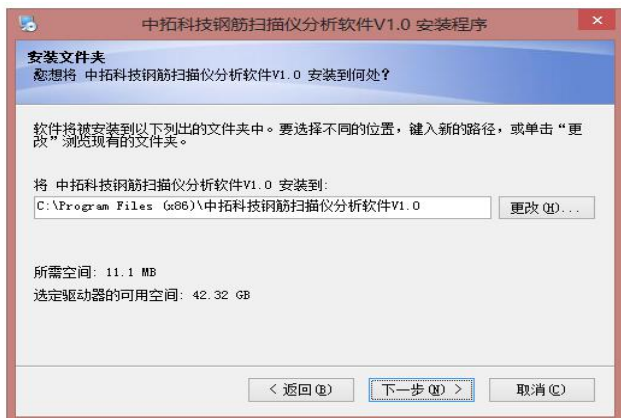 中拓科技钢筋扫描仪分析软件V1.0 安装程序
安装文件夹
您想将 中拓科技钢筋扫描仪分析软件V1.0 安装到何处?
软件将被安装到以下列出的文件夹中。要选择不同的位置，键入新的路径，或单击“更
改”浏览现有的文件夹。
将 中拓科技钢筋扫描仪分析软件V1.0 安装到:
C:\Program Files (x86)\中拓科技钢筋扫描仪分析软件V1.0
更改(H)...
所需空间: 11.1 MB
选定驱动器的可用空间: 42.32 GB
< 返回(B)
下一步(N) >
取消(C)